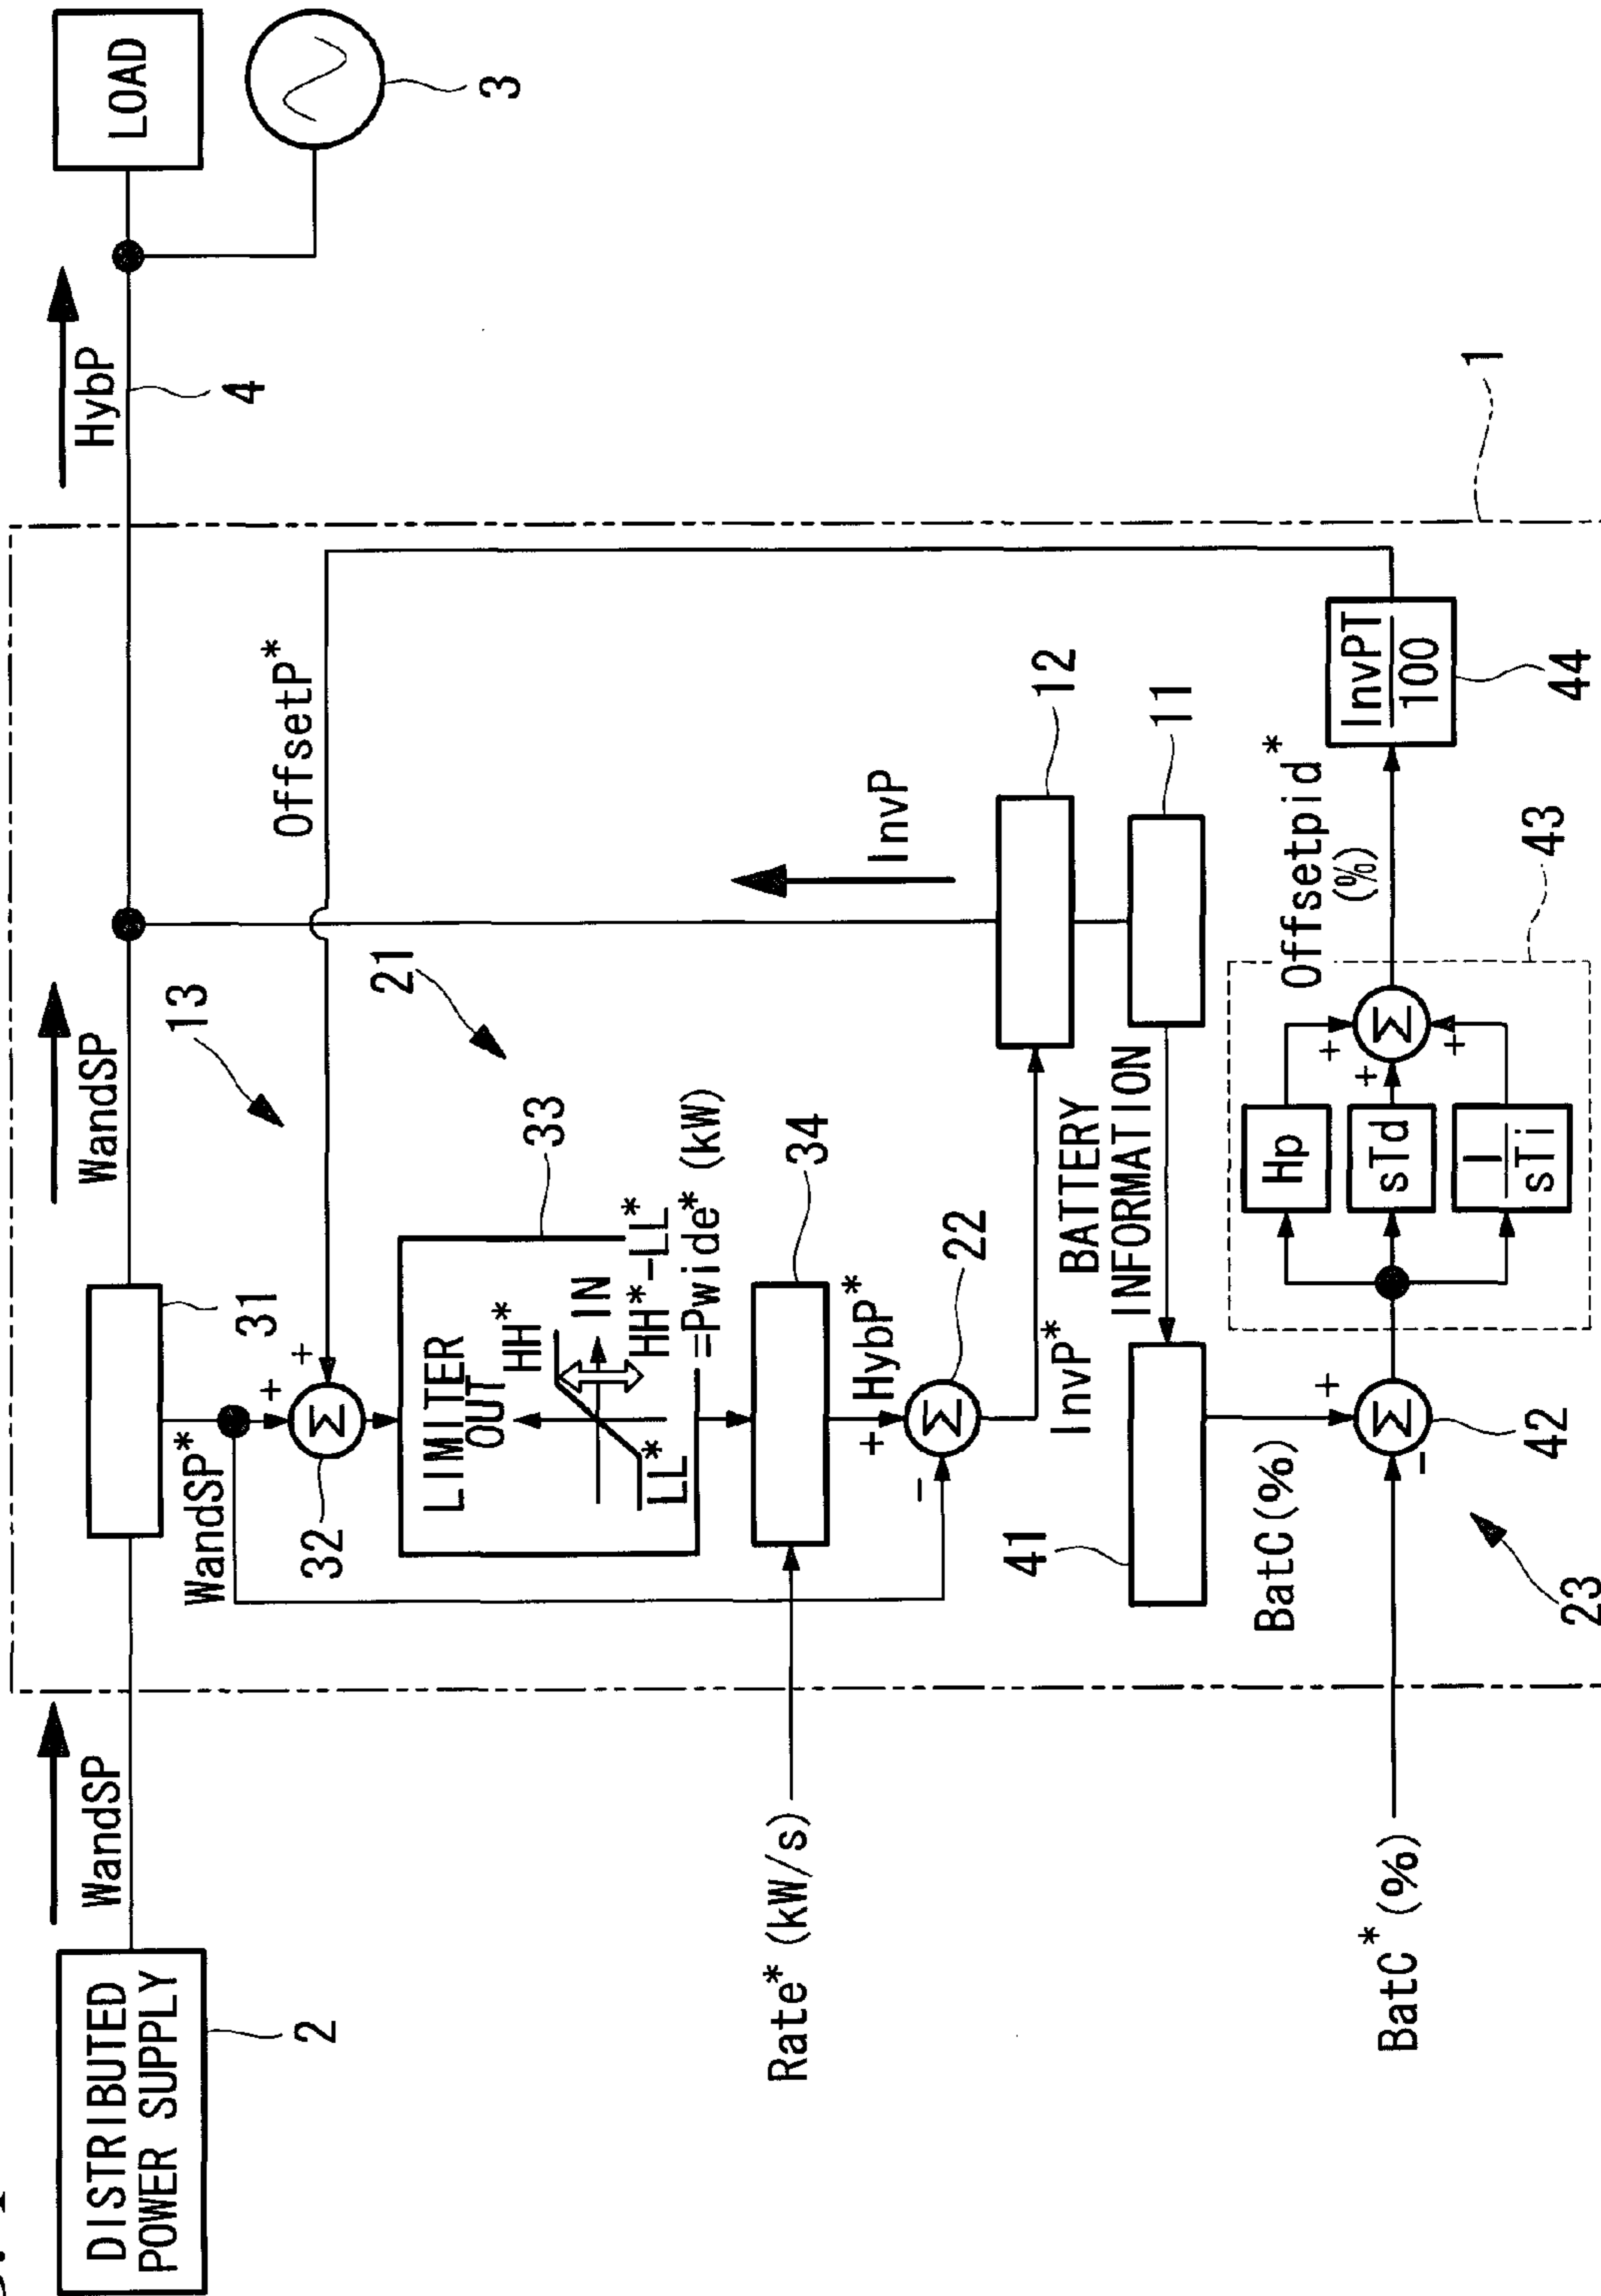 DISTRIBUTED
POWER SUPPLY
2
WandSP
WandSP
HybP
LOAD
3
4
1
31
13
WandSP*
OffsetP*
+
+
Σ
32
21
LIMITER
OUT
HH*
IN
LL*
HH*-LL*
=Pwide* (kW)
33
34
Rate* (kW/s)
HybP*
+
-
Σ
22
InvP*
InvP
12
11
BATTERY
INFORMATION
41
BatC (%)
BatC* (%)
+
-
Σ
42
23
Hp
sTd
1
sTi
+
+
+
Σ
43
Offsetpid*
(%)
InvPT
100
44